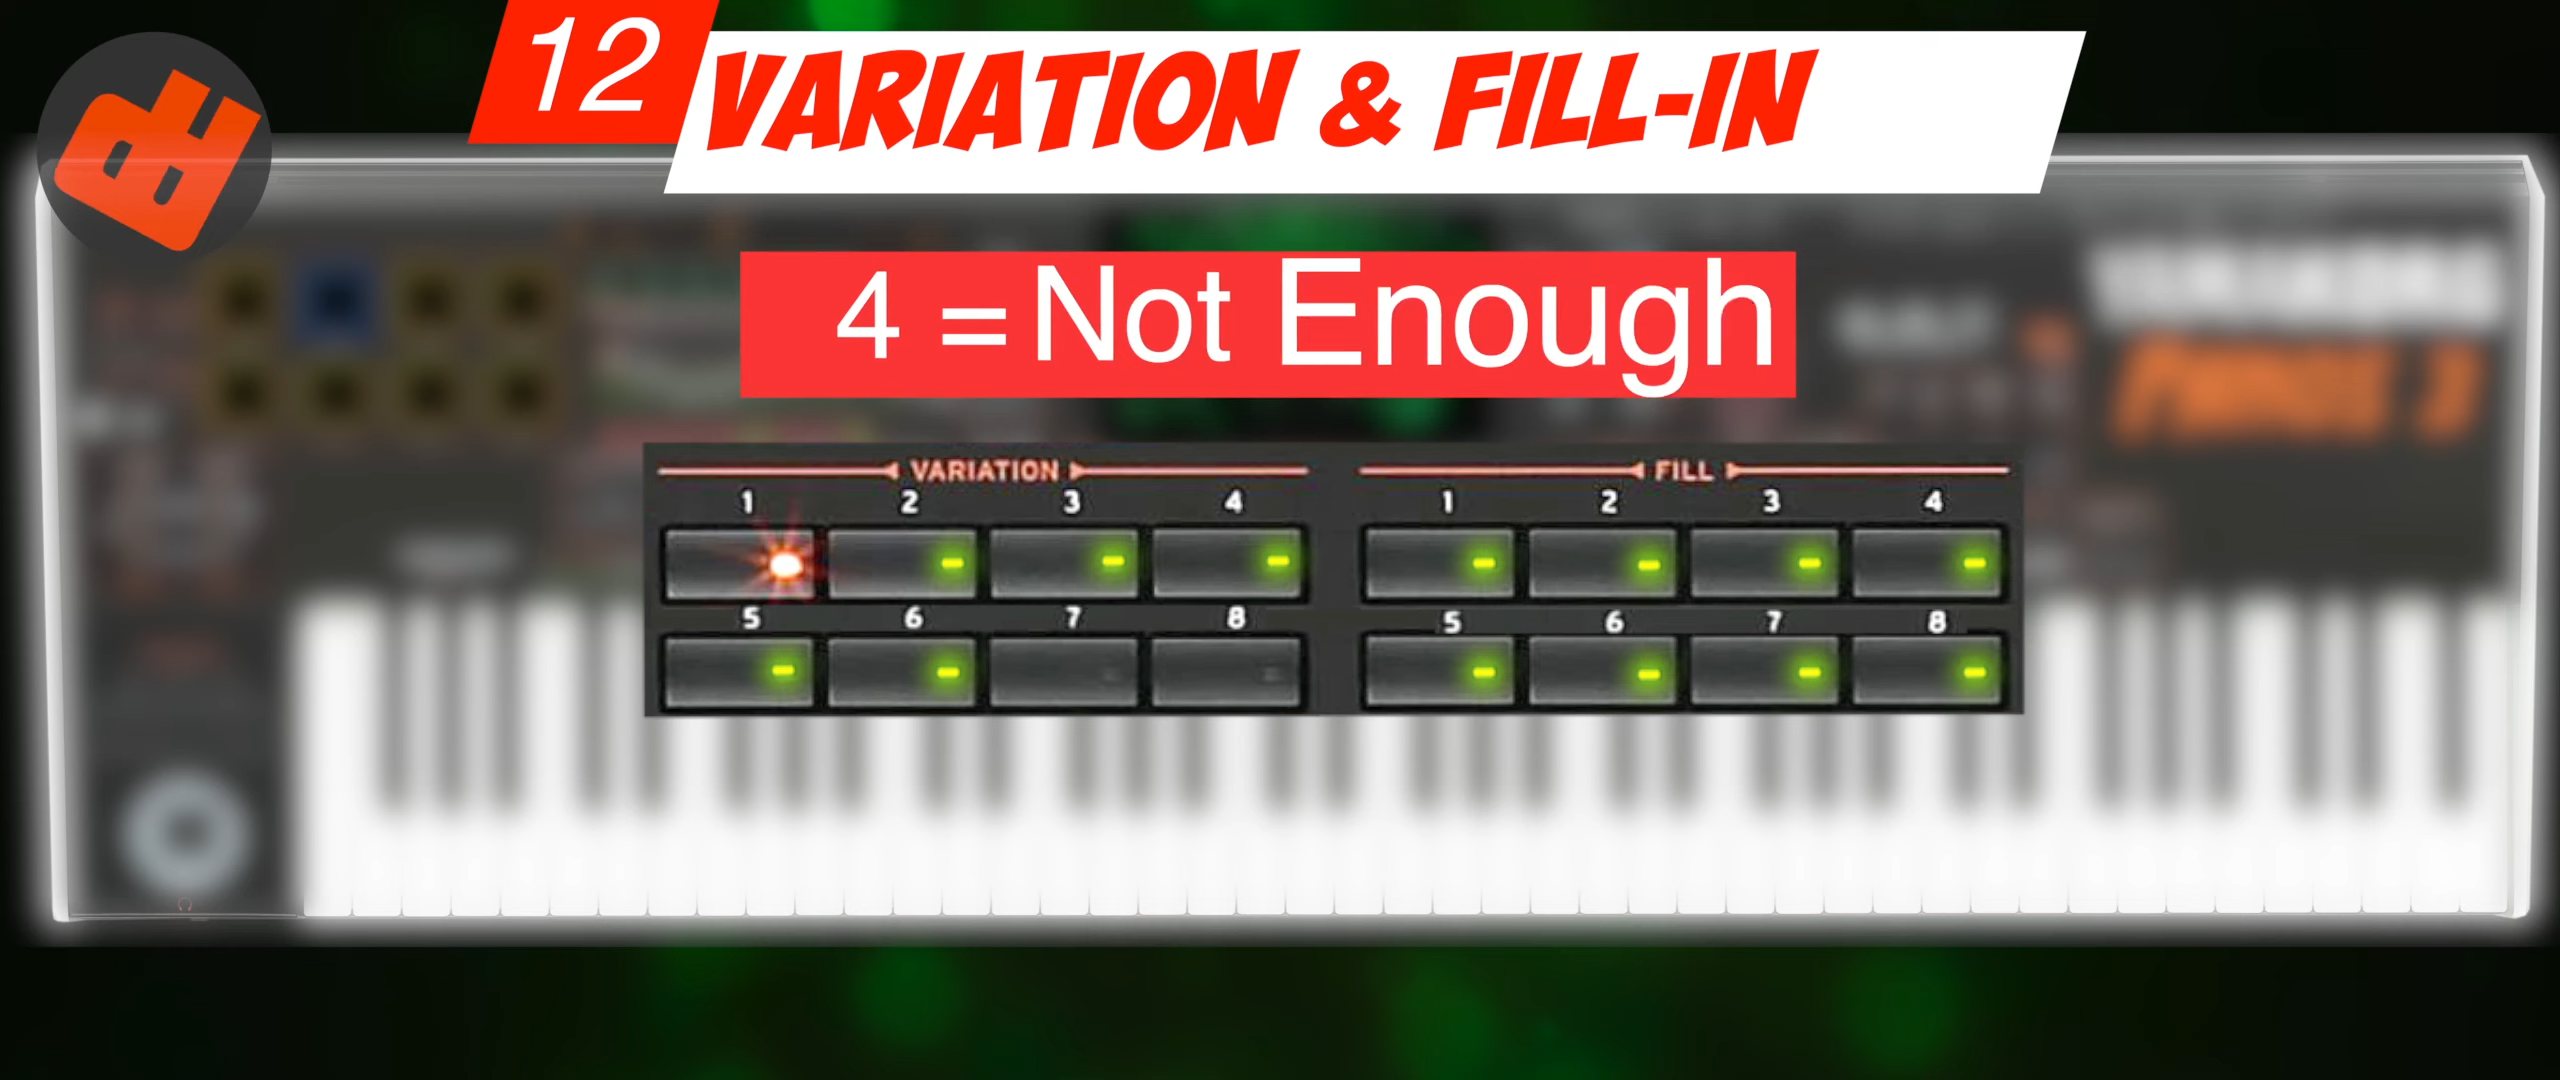 12
VARIATION & FILL-IN
4 = Not Enough
VARIATION
FILL
1 2 3 4
1 2 3 4
5 6 7 8
5 6 7 8